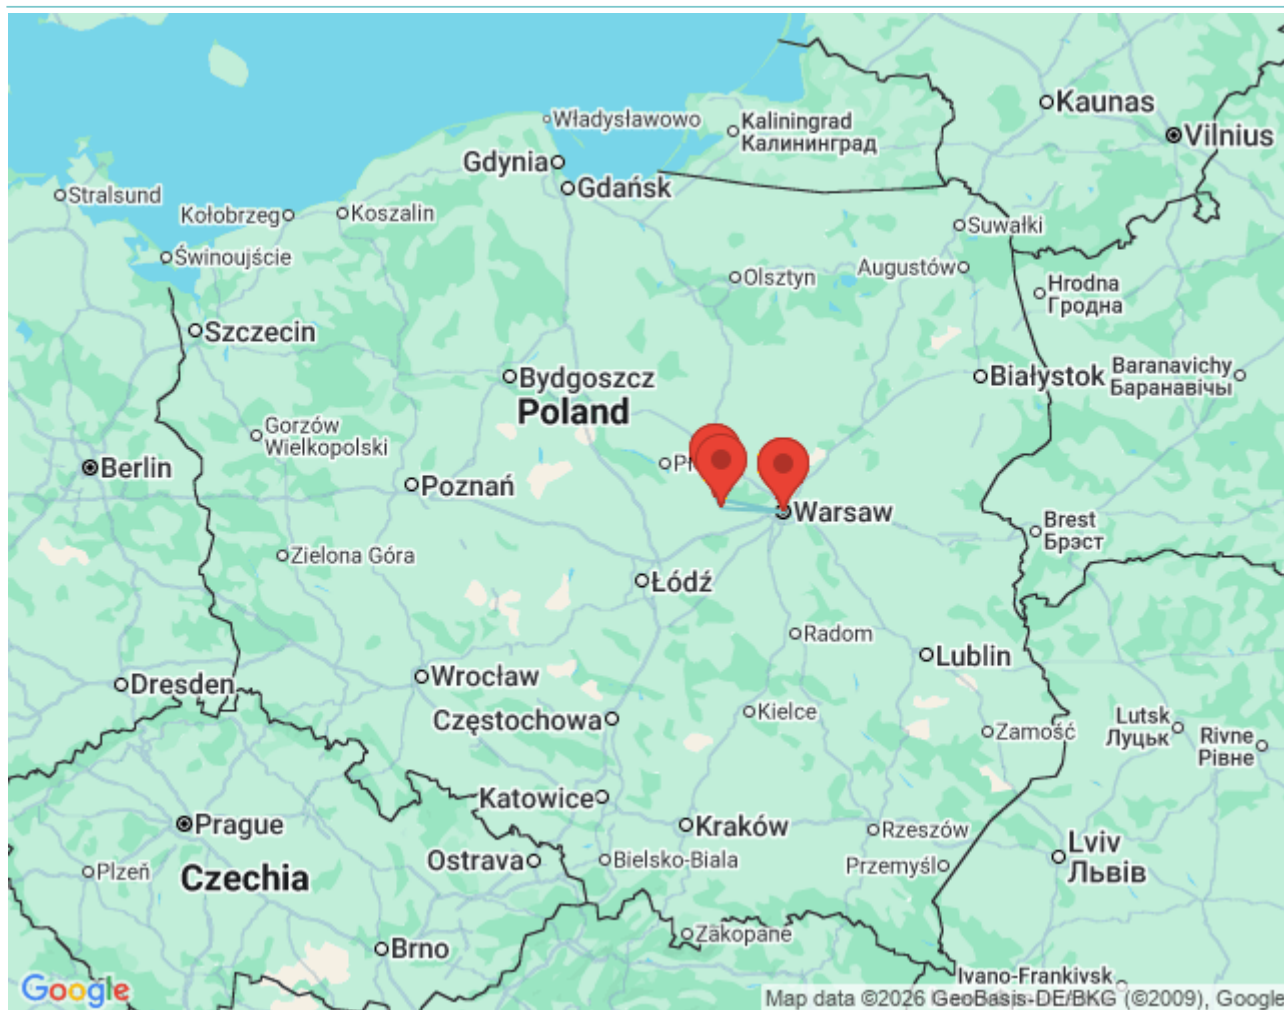 Władysławowo
Kaliningrad
Калининград
Kaunas
Vilnius
Gdynia
Gdańsk
Stralsund
Kołobrzeg
Koszalin
Suwałki
Świnoujście
Olsztyn
Augustów
Hrodna
Гродна
Szczecin
Bydgoszcz
Poland
Białystok
Baranavichy
Баранавічы
Gorzów
Wielkopolski
Berlin
Poznań
Warsaw
Brest
Брэст
Zielona Góra
Łódź
Radom
Lublin
Dresden
Wrocław
Częstochowa
Kielce
Zamość
Lutsk
Луцьк
Rivne
Рівне
Katowice
Prague
Kraków
Rzeszów
Lviv
Львів
Plzeň
Czechia
Ostrava
Bielsko-Biala
Przemyśl
Brno
Zakopane
Ivano-Frankivsk
Google
Map data ©2026 GeoBasis-DE/BKG (©2009), Google